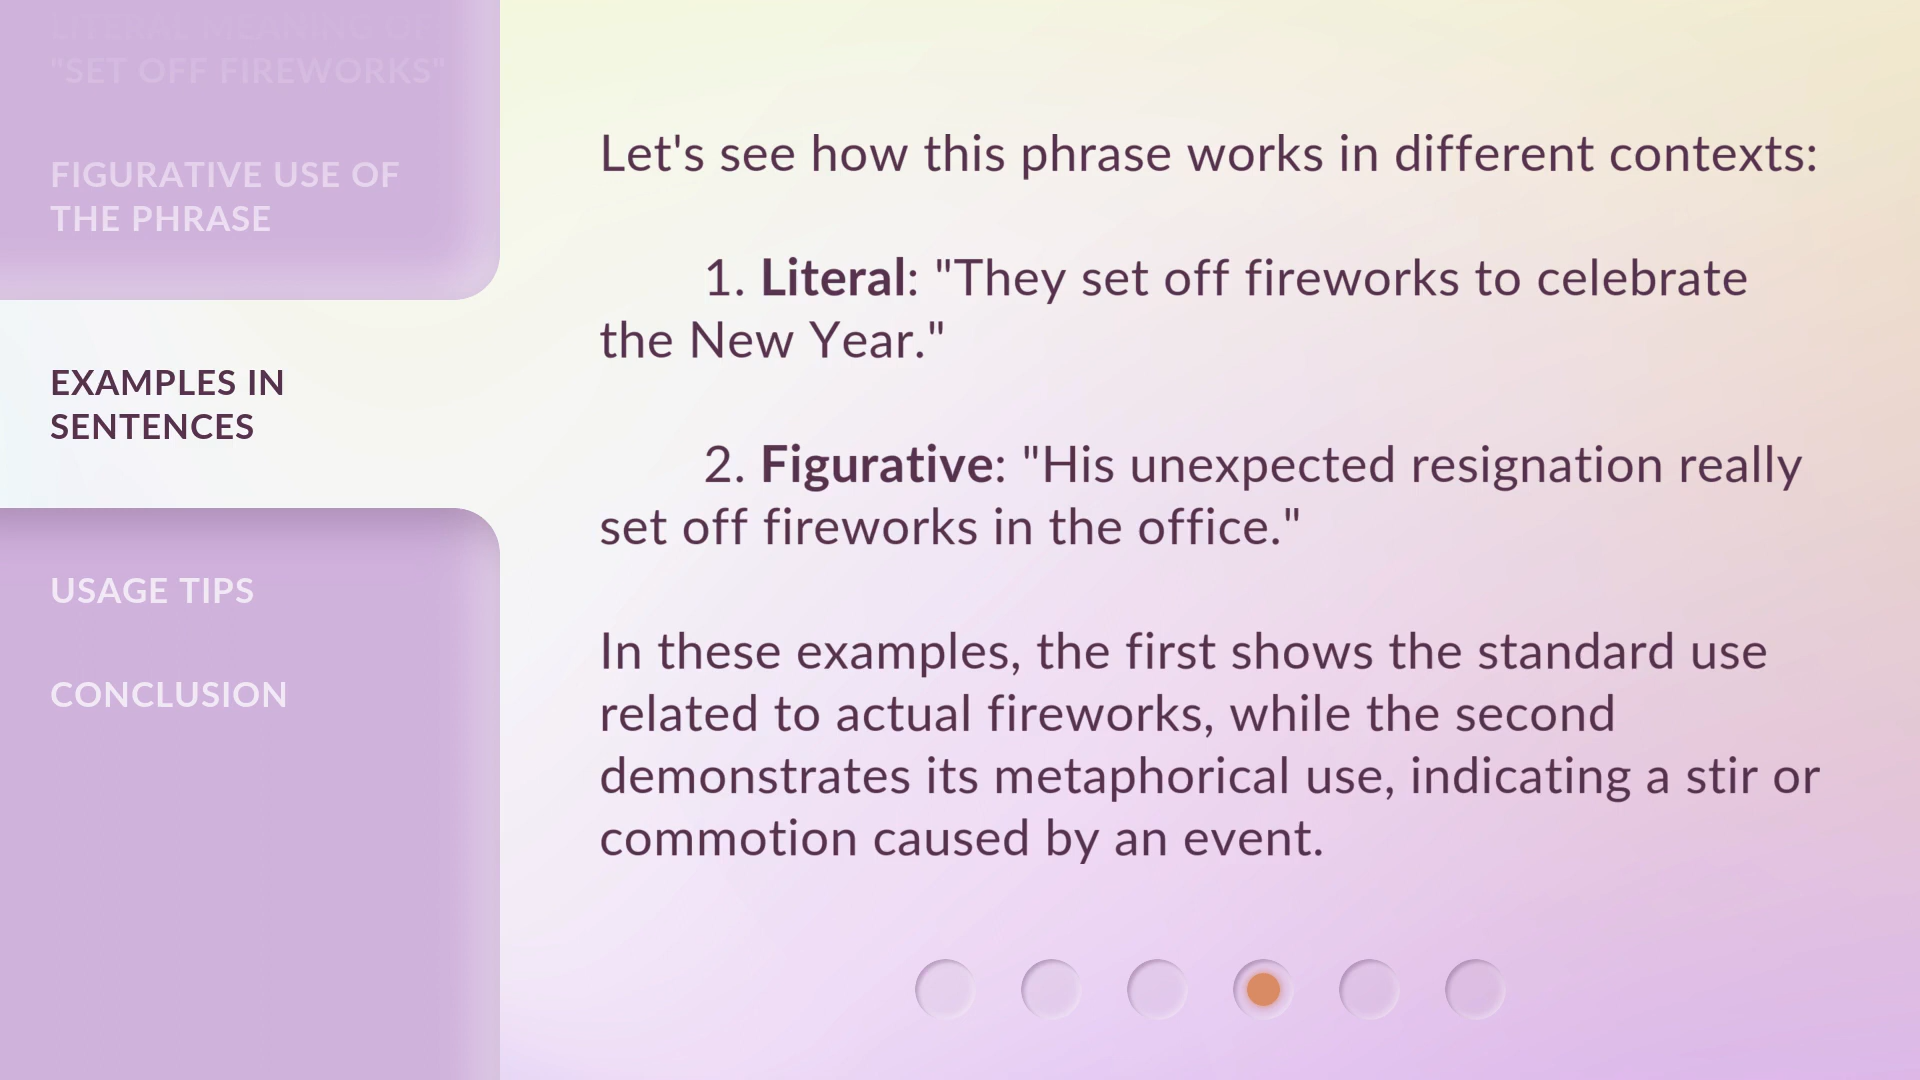 LITERAL MEANING OF
"SET OFF FIREWORKS"
FIGURATIVE USE OF
THE PHRASE
EXAMPLES IN
SENTENCES
USAGE TIPS
CONCLUSION
Let's see how this phrase works in different contexts:
1. Literal: "They set off fireworks to celebrate
the New Year."
2. Figurative: "His unexpected resignation really
set off fireworks in the office."
In these examples, the first shows the standard use
related to actual fireworks, while the second
demonstrates its metaphorical use, indicating a stir or
commotion caused by an event.